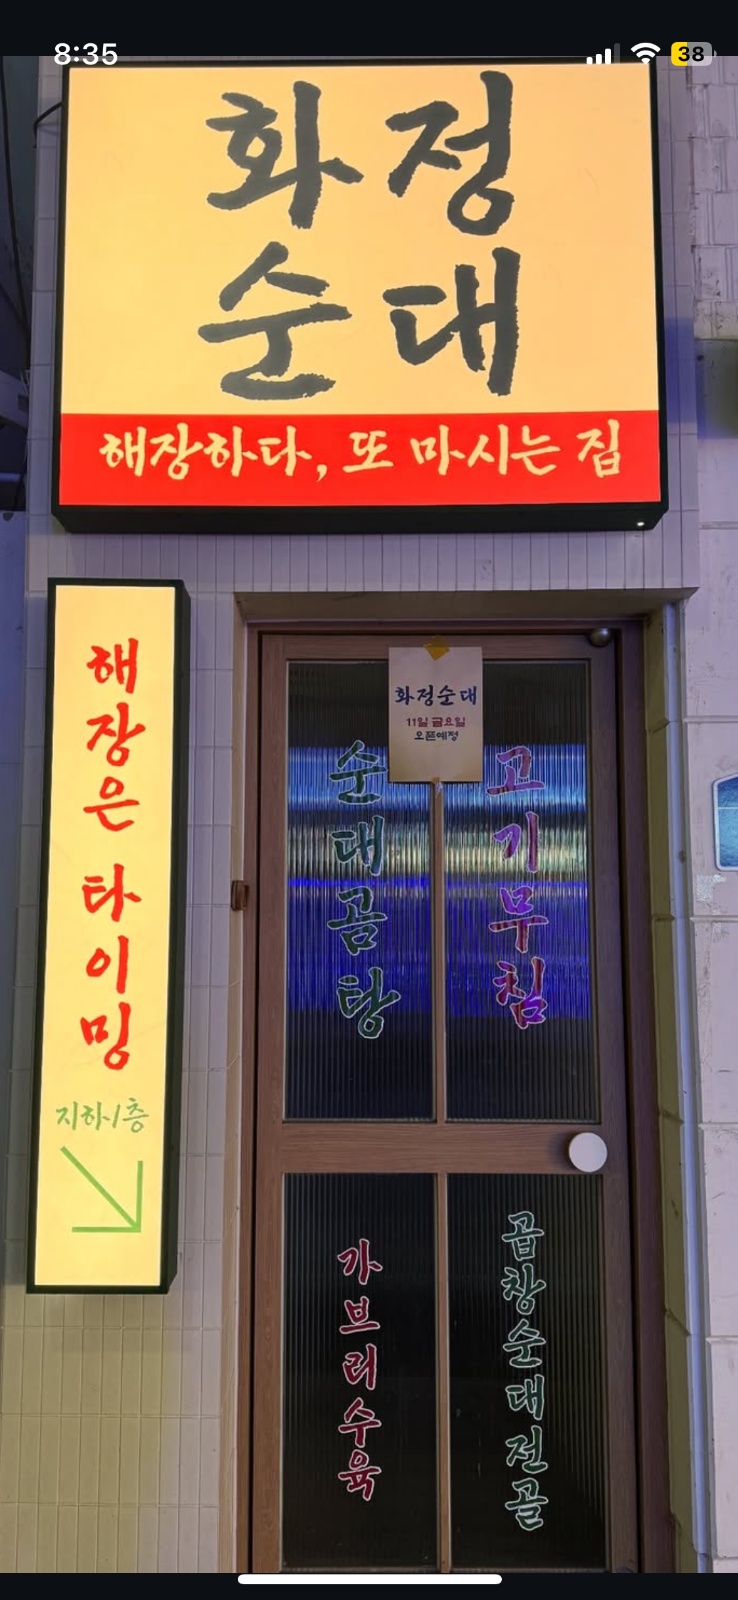 8:35
38
화정
순대
해장하다, 또 마시는 집
해장은 타이밍
지하1층
화정순대
11일 금요일
오픈예정
순대곰탕
고기무침
가브리수육
곱창순대전골